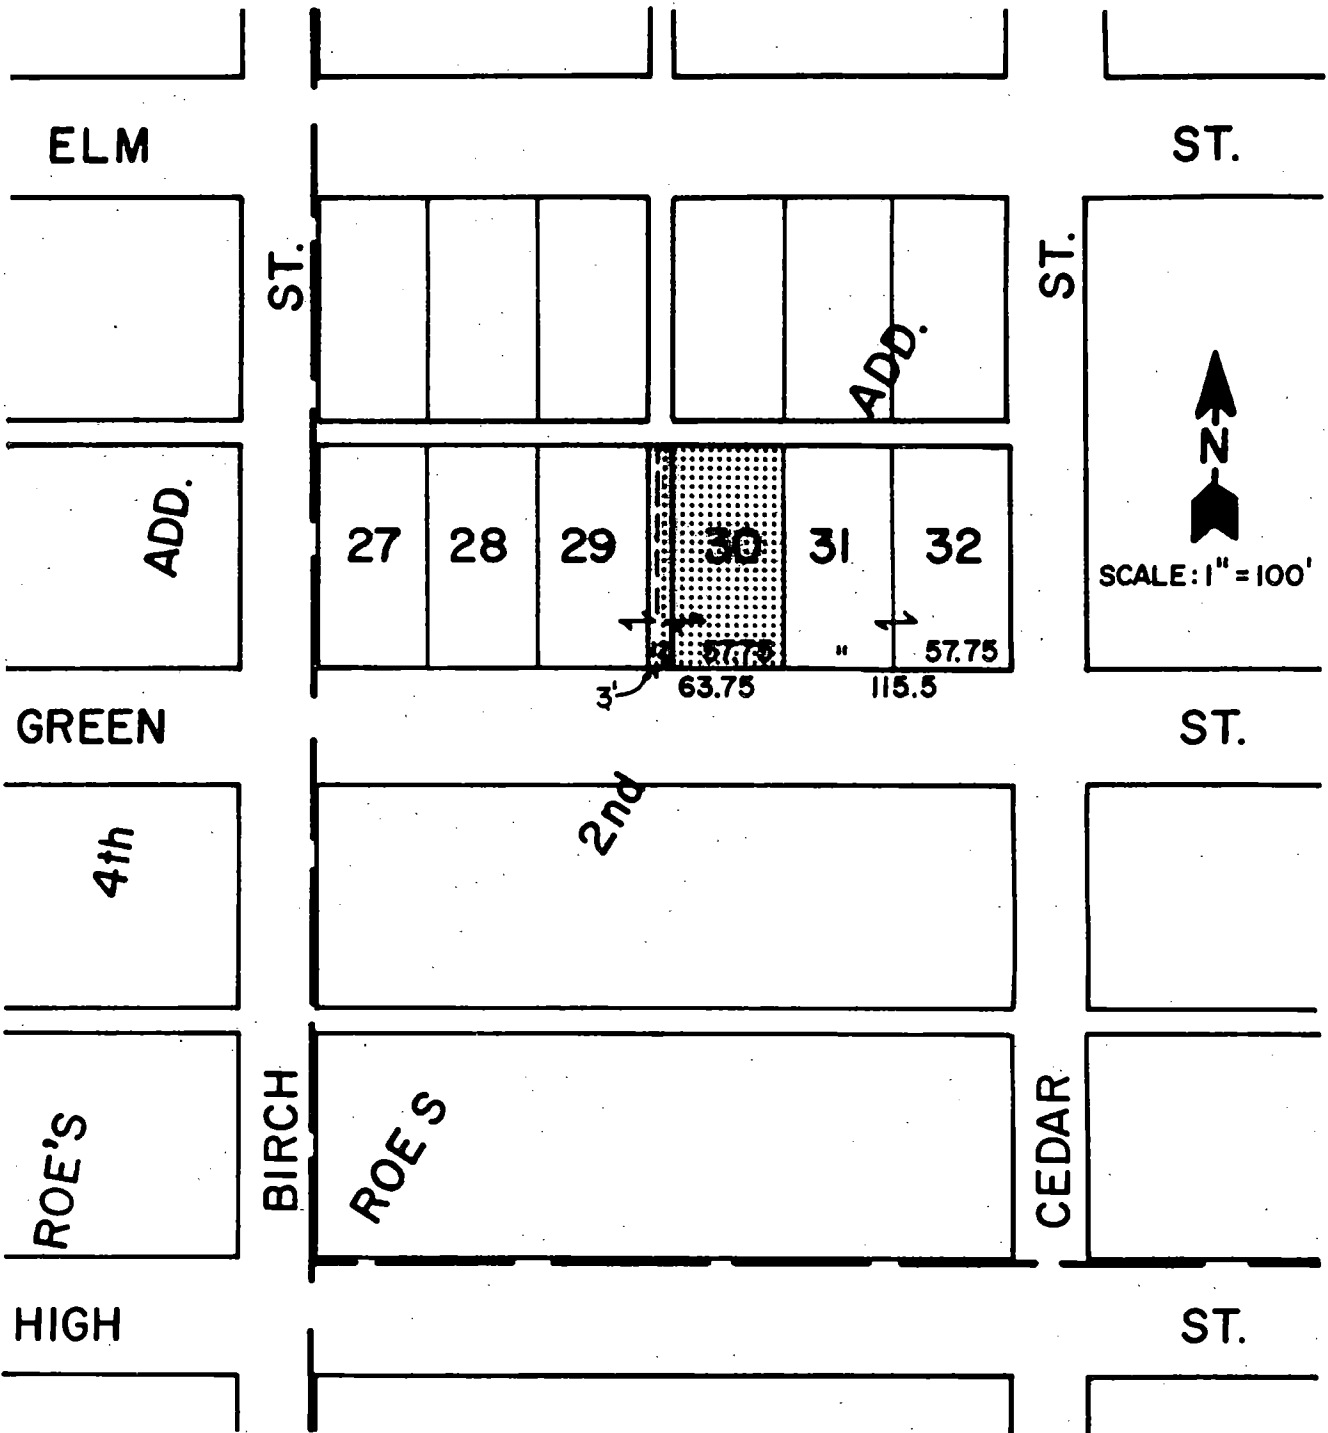 ELM ST.
ST. ST.
ADD.
N
ADD.
27 28 29 30 31 32
SCALE: 1" = 100'
12 57.75 " 57.75
3' 63.75 115.5
GREEN ST.
2nd
4th
BIRCH
CEDAR
ROE'S
ROE S
HIGH ST.